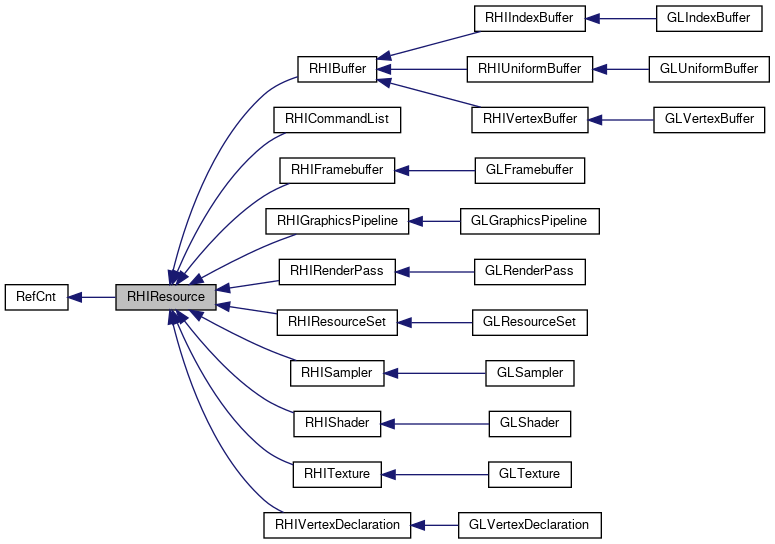 RHIIndexBuffer
GLIndexBuffer
RHIBuffer
RHIUniformBuffer
GLUniformBuffer
RHICommandList
RHIVertexBuffer
GLVertexBuffer
RHIFramebuffer
GLFramebuffer
RHIGraphicsPipeline
GLGraphicsPipeline
RHIRenderPass
GLRenderPass
RefCnt
RHIResource
RHIResourceSet
GLResourceSet
RHISampler
GLSampler
RHIShader
GLShader
RHITexture
GLTexture
RHIVertexDeclaration
GLVertexDeclaration